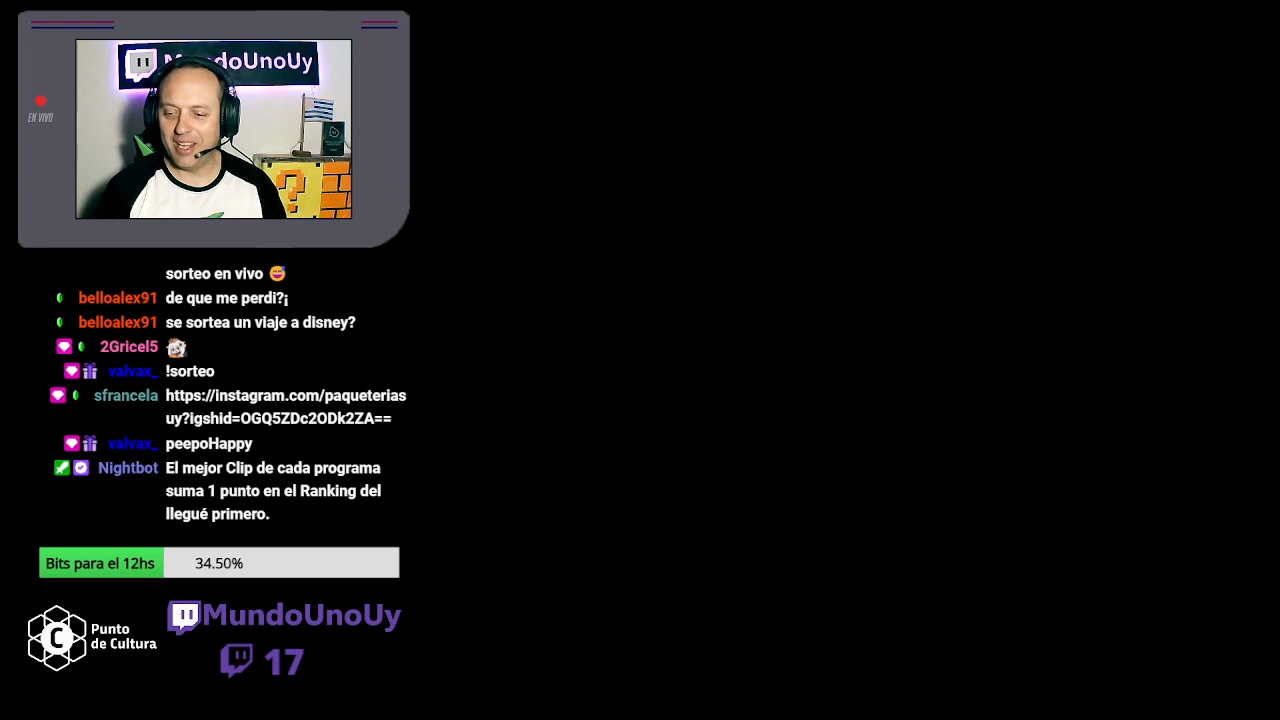 MundoUnoUy
EN VIVO
sorteo en vivo 😅
belloalex91 de que me perdi?¡
belloalex91 se sortea un viaje a disney?
2Gricel5
valvax_ !sorteo
sfrancela https://instagram.com/paqueterias
uy?igshid=OGQ5ZDc2ODk2ZA==
valvax_ peepoHappy
Nightbot El mejor Clip de cada programa
suma 1 punto en el Ranking del
llegué primero.
Bits para el 12hs 34.50%
Punto
de Cultura
MundoUnoUy
17